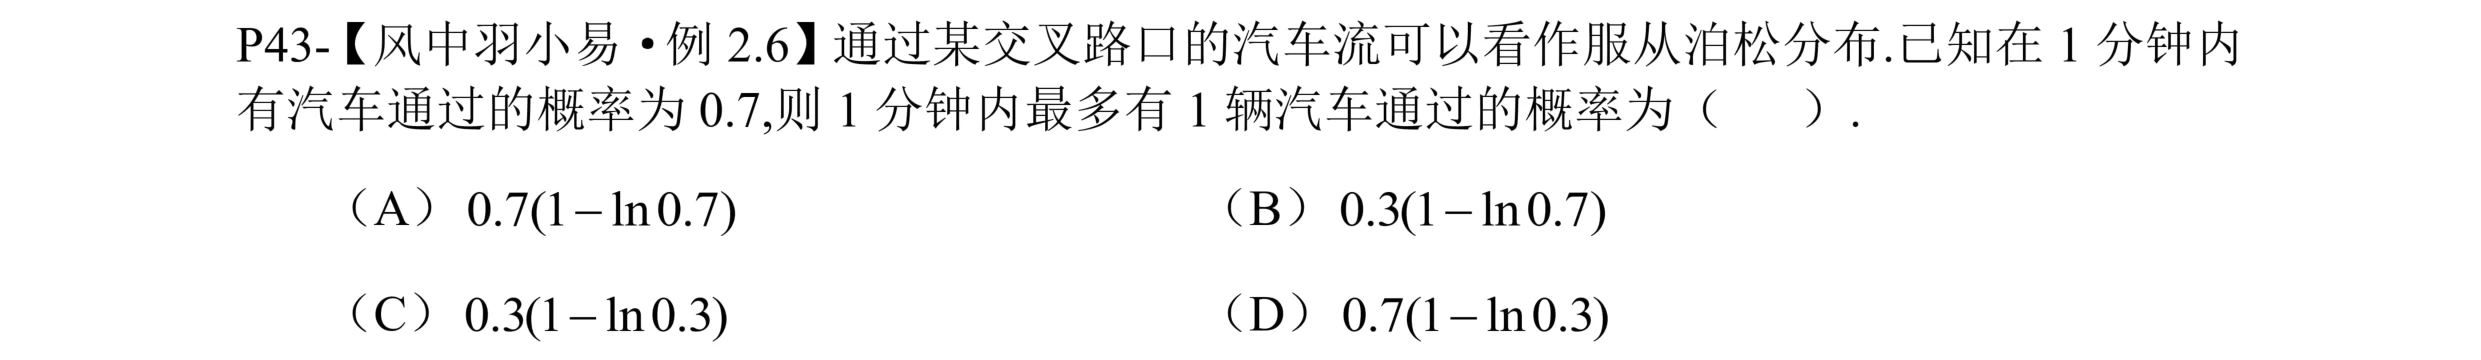 P43-【风中羽小易·例 2.6】通过某交叉路口的汽车流可以看作服从泊松分布.已知在 1 分钟内
有汽车通过的概率为 0.7,则 1 分钟内最多有 1 辆汽车通过的概率为（　　）.
（A） 0.7(1－ln 0.7)　　（B） 0.3(1－ln 0.7)
（C） 0.3(1－ln 0.3)　　（D） 0.7(1－ln 0.3)